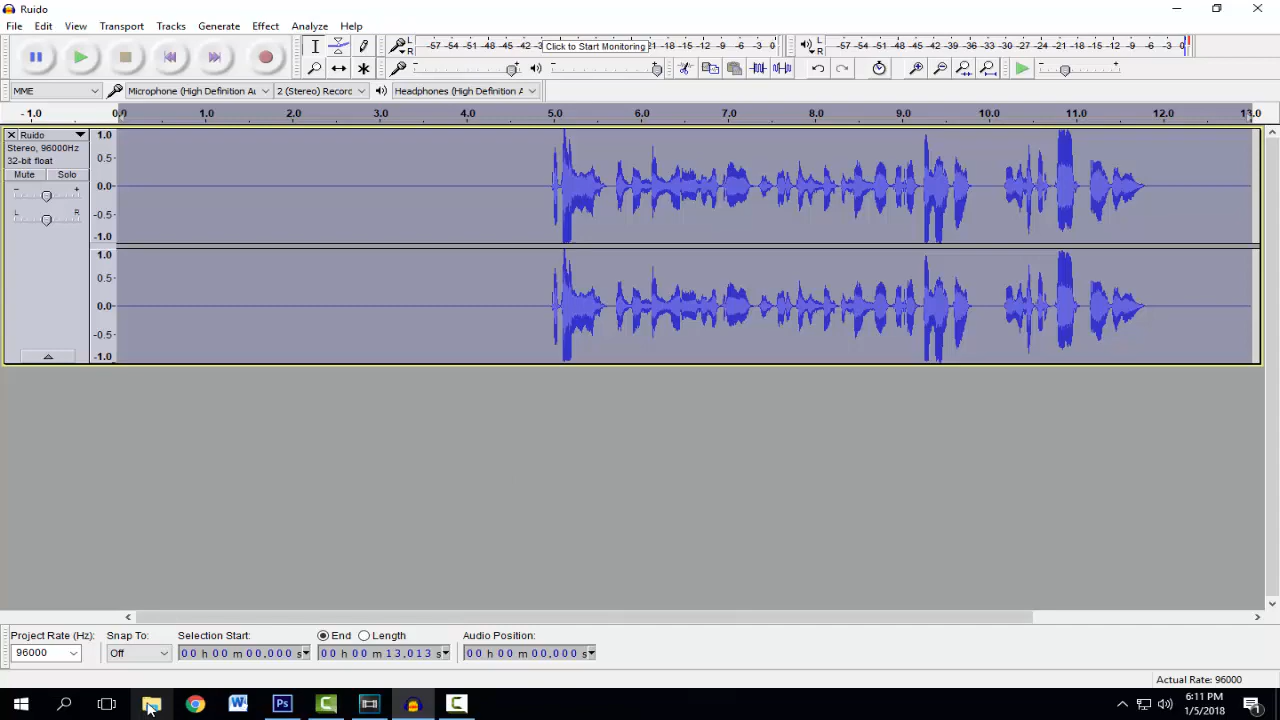 Ruido
File Edit View Transport Tracks Generate Effect Analyze Help
L R -57 -54 -51 -48 -45 -42 -3 Click to Start Monitoring -18 -15 -12 -9 -6 -3 0 L R -57 -54 -51 -48 -45 -42 -39 -36 -33 -30 -27 -24 -21 -18 -15 -12 -9 -6 -3 0
MME Microphone (High Definition Au 2 (Stereo) Record Headphones (High Definition A
- 1.0 0.0 1.0 2.0 3.0 4.0 5.0 6.0 7.0 8.0 9.0 10.0 11.0 12.0 13.0
Ruido 1.0
Stereo, 96000Hz
32-bit float 0.5
Mute Solo
- + 0.0
L R -0.5
-1.0
1.0
0.5
0.0
-0.5
-1.0
Project Rate (Hz): Snap To: Selection Start: End Length Audio Position:
96000 Off 00 h 00 m 00.000 s 00 h 00 m 13.013 s 00 h 00 m 00.000 s
Actual Rate: 96000
W Ps C C 6:11 PM
1/5/2018 1